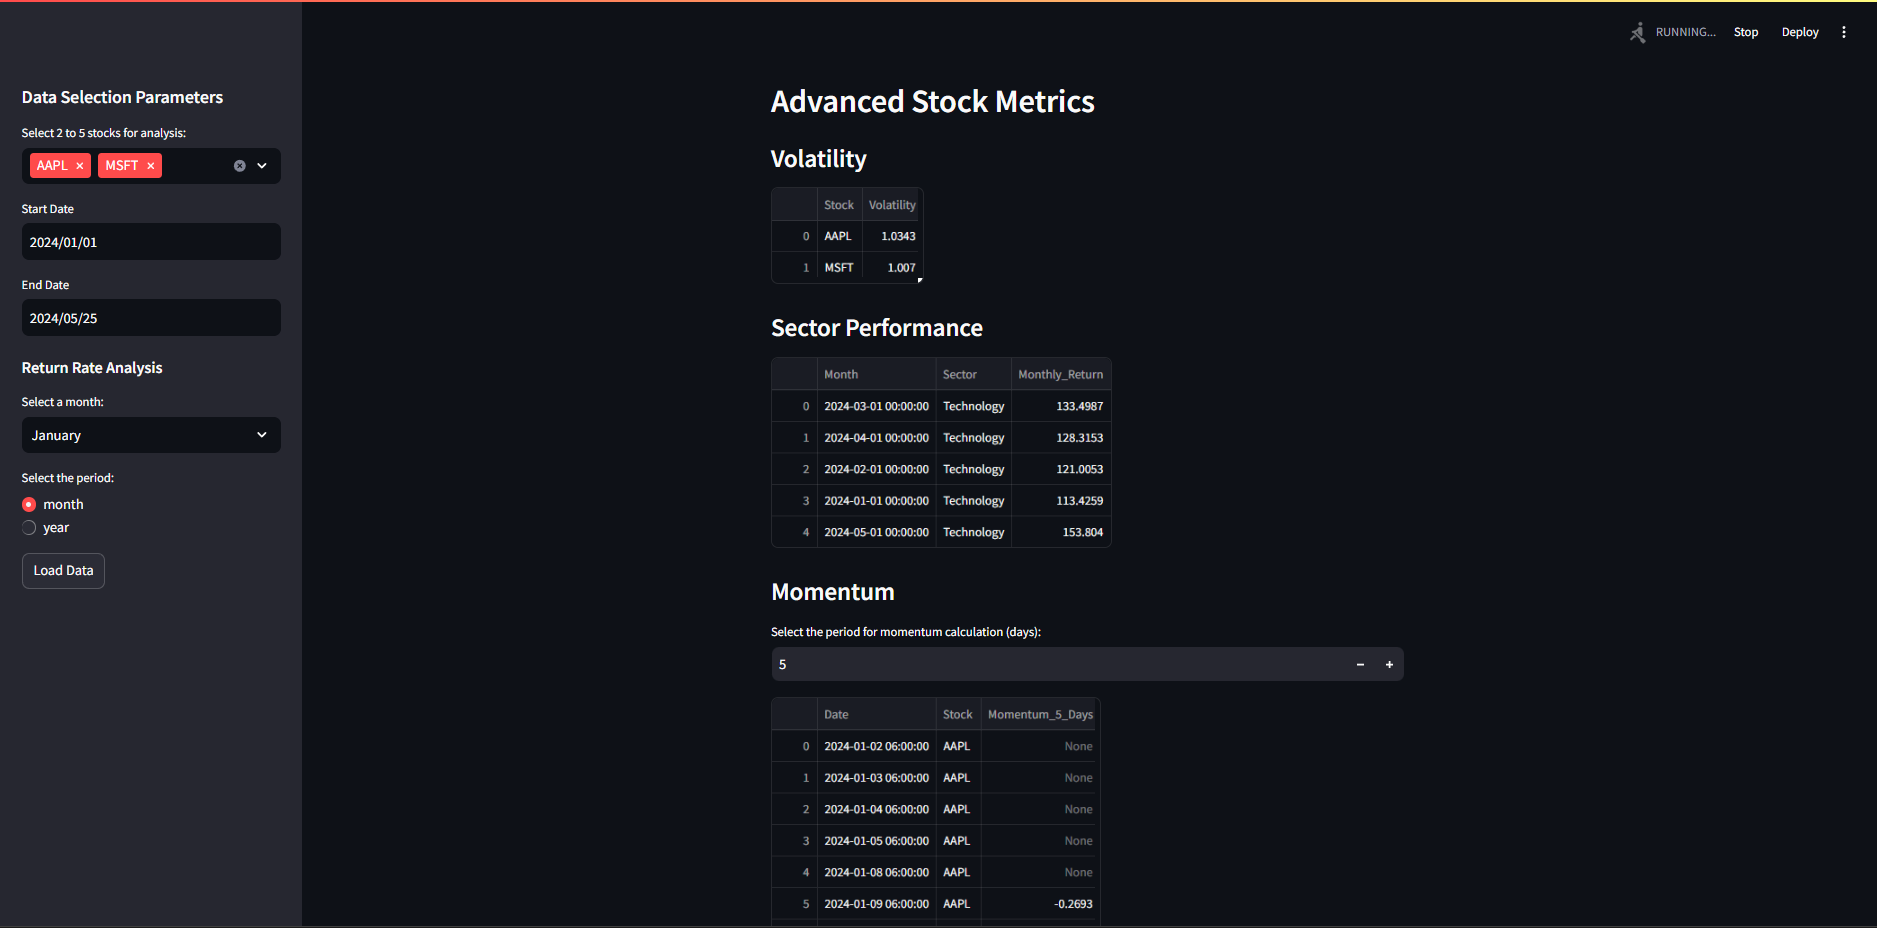 RUNNING...
Stop
Deploy
Data Selection Parameters
Select 2 to 5 stocks for analysis:
AAPL × MSFT ×
Start Date
2024/01/01
End Date
2024/05/25
Return Rate Analysis
Select a month:
January
Select the period:
month
year
Load Data
Advanced Stock Metrics
Volatility
Stock Volatility
0 AAPL 1.0343
1 MSFT 1.007
Sector Performance
Month Sector Monthly_Return
0 2024-03-01 00:00:00 Technology 133.4987
1 2024-04-01 00:00:00 Technology 128.3153
2 2024-02-01 00:00:00 Technology 121.0053
3 2024-01-01 00:00:00 Technology 113.4259
4 2024-05-01 00:00:00 Technology 153.804
Momentum
Select the period for momentum calculation (days):
5 − +
Date Stock Momentum_5_Days
0 2024-01-02 06:00:00 AAPL None
1 2024-01-03 06:00:00 AAPL None
2 2024-01-04 06:00:00 AAPL None
3 2024-01-05 06:00:00 AAPL None
4 2024-01-08 06:00:00 AAPL None
5 2024-01-09 06:00:00 AAPL -0.2693